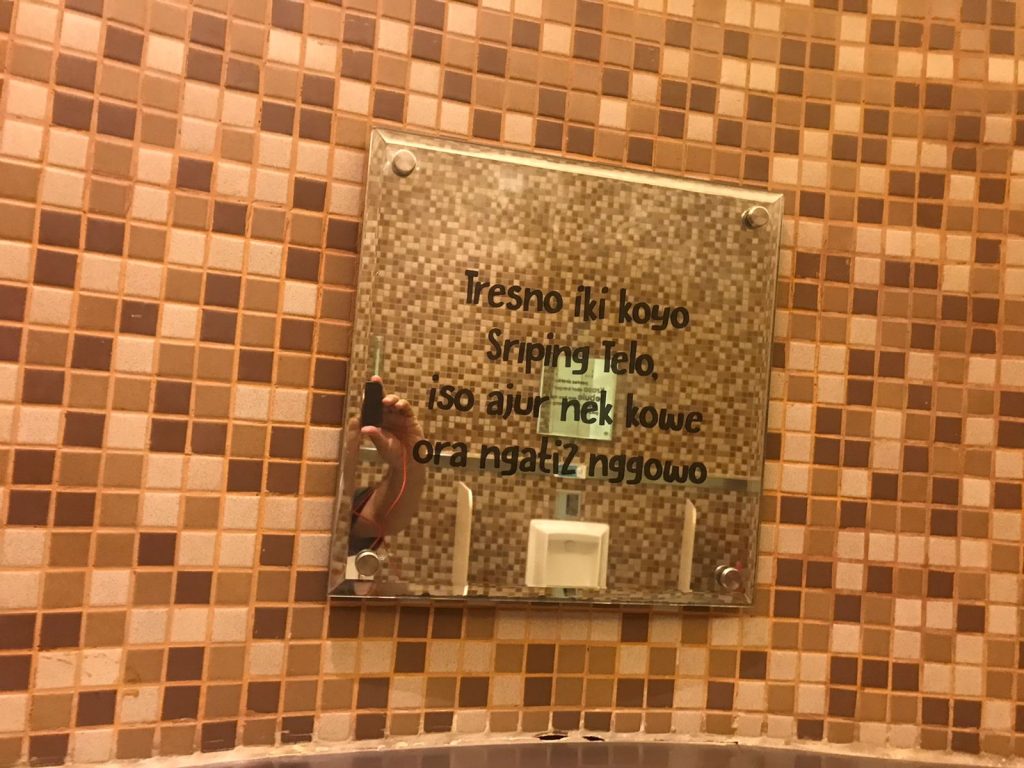 Tresno iki koyo
Sriping Telo,
iso ajur nek kowe
ora ngati2 nggowo